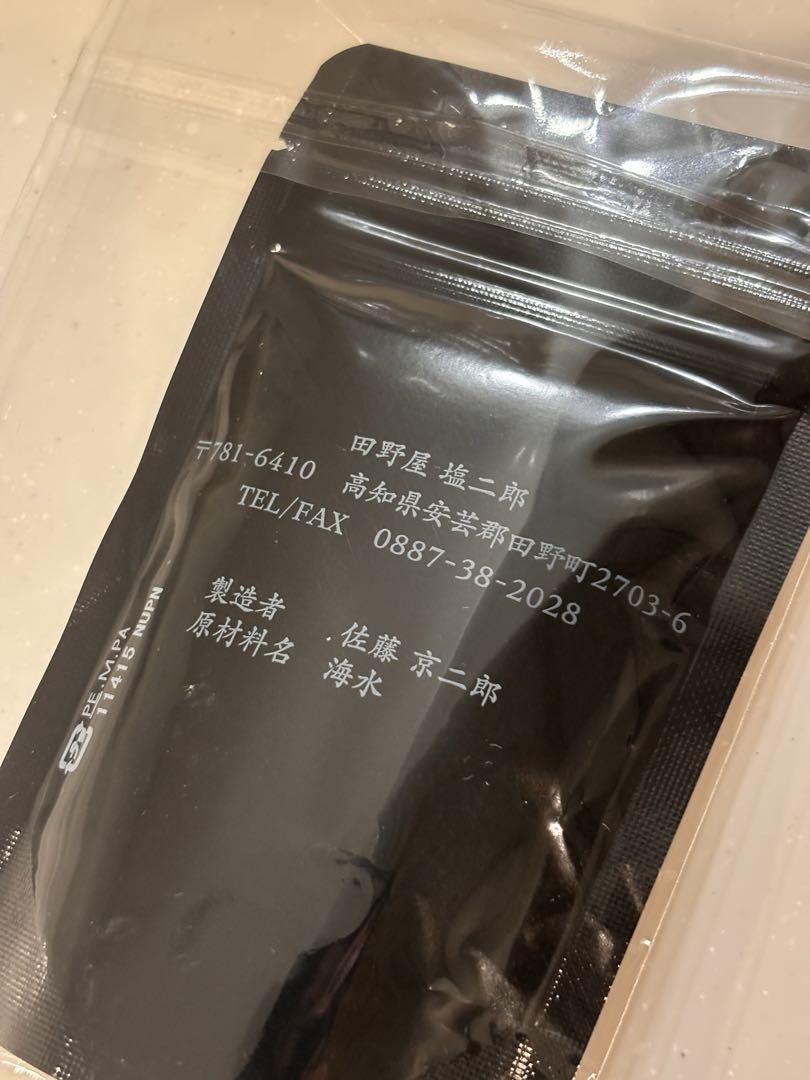 田野屋 塩二郎
〒781-6410 高知県安芸郡田野町2703-6
TEL/FAX 0887-38-2028
製造者 佐藤 京二郎
原材料名 海水
PE,M,PA
11415 NUPN